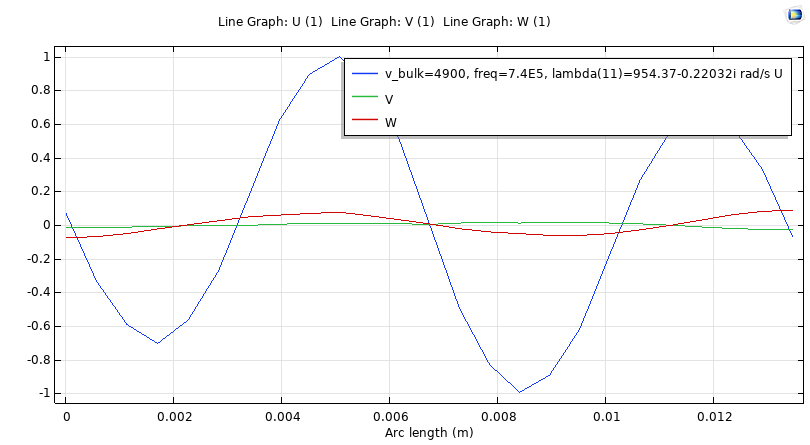 Line Graph: U (1) Line Graph: V (1) Line Graph: W (1)
v_bulk=4900, freq=7.4E5, lambda(11)=954.37-0.22032i rad/s U
V
W
1
0.8
0.6
0.4
0.2
0
-0.2
-0.4
-0.6
-0.8
-1
0 0.002 0.004 0.006 0.008 0.01 0.012
Arc length (m)